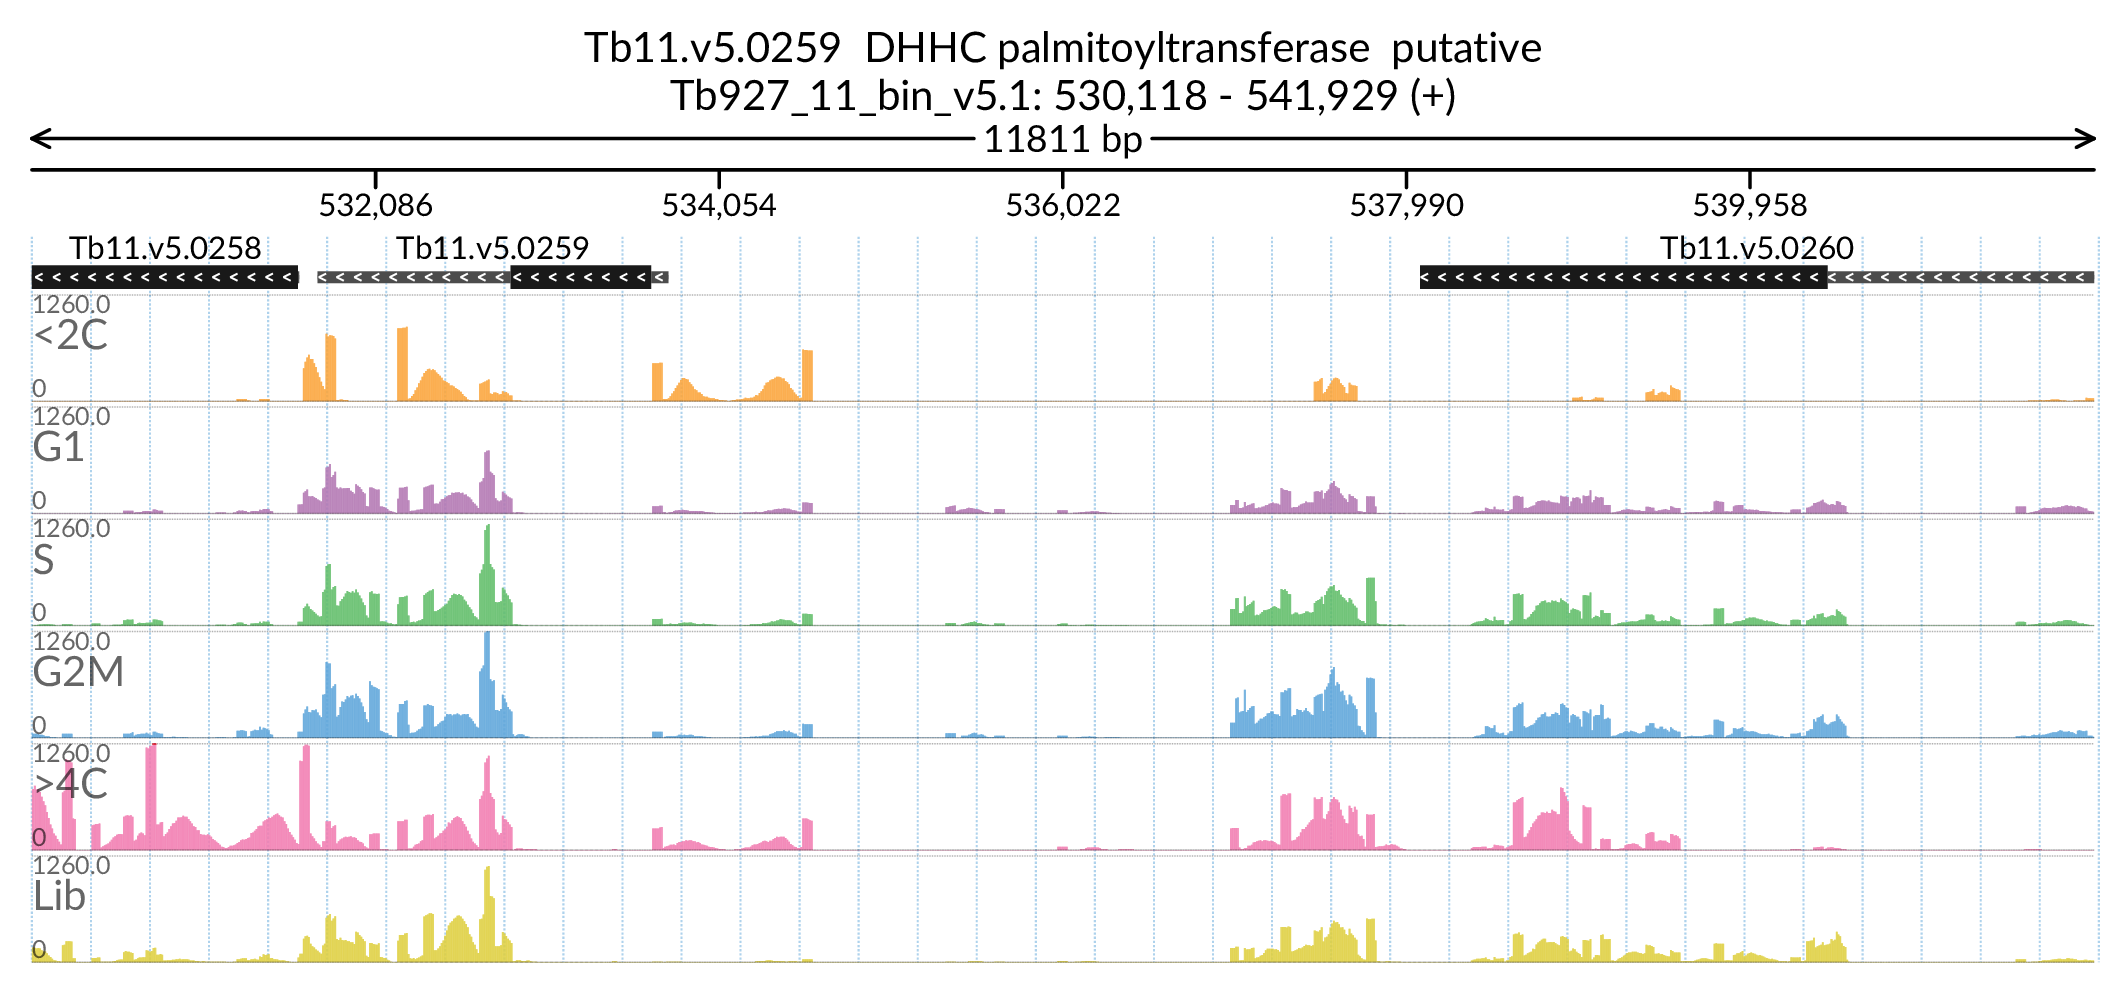 Tb11.v5.0259 DHHC palmitoyltransferase putative
Tb927_11_bin_v5.1: 530,118 - 541,929 (+)
11811 bp
532,086 534,054 536,022 537,990 539,958
Tb11.v5.0258 Tb11.v5.0259 Tb11.v5.0260
1260.0
<2C
0
1260.0
G1
0
1260.0
S
0
1260.0
G2M
0
1260.0
>4C
0
1260.0
Lib
0